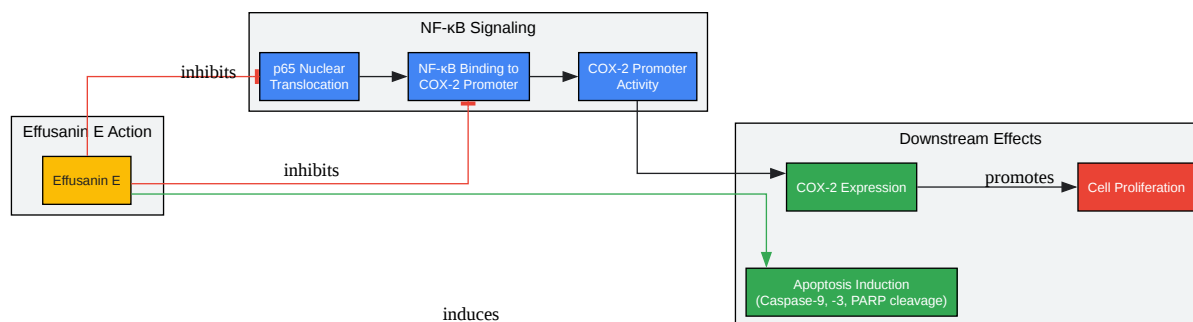 NF-κB Signaling
inhibits
p65 Nuclear
Translocation
NF-κB Binding to
COX-2 Promoter
COX-2 Promoter
Activity
Effusanin E Action
Effusanin E
inhibits
Downstream Effects
COX-2 Expression
promotes
Cell Proliferation
Apoptosis Induction
(Caspase-9, -3, PARP cleavage)
induces